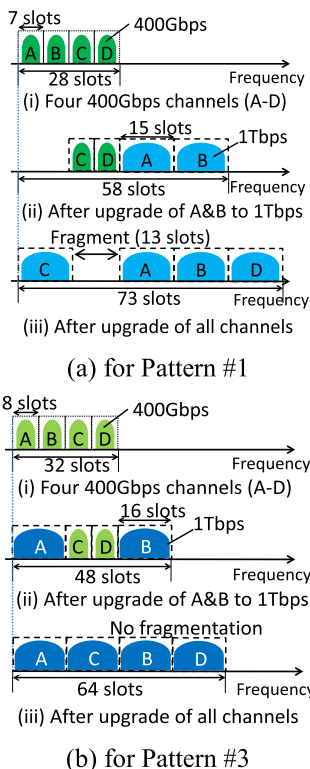 7 slots
400Gbps
A B C D
28 slots
Frequency
(i) Four 400Gbps channels (A-D)
15 slots
1Tbps
C D A B
58 slots
Frequency
(ii) After upgrade of A&B to 1Tbps
Fragment (13 slots)
C A B D
73 slots
Frequency
(iii) After upgrade of all channels
(a) for Pattern #1
8 slots
400Gbps
A B C D
32 slots
Frequency
(i) Four 400Gbps channels (A-D)
16 slots
1Tbps
A C D B
48 slots
Frequency
(ii) After upgrade of A&B to 1Tbps
No fragmentation
A C B D
64 slots
Frequency
(iii) After upgrade of all channels
(b) for Pattern #3